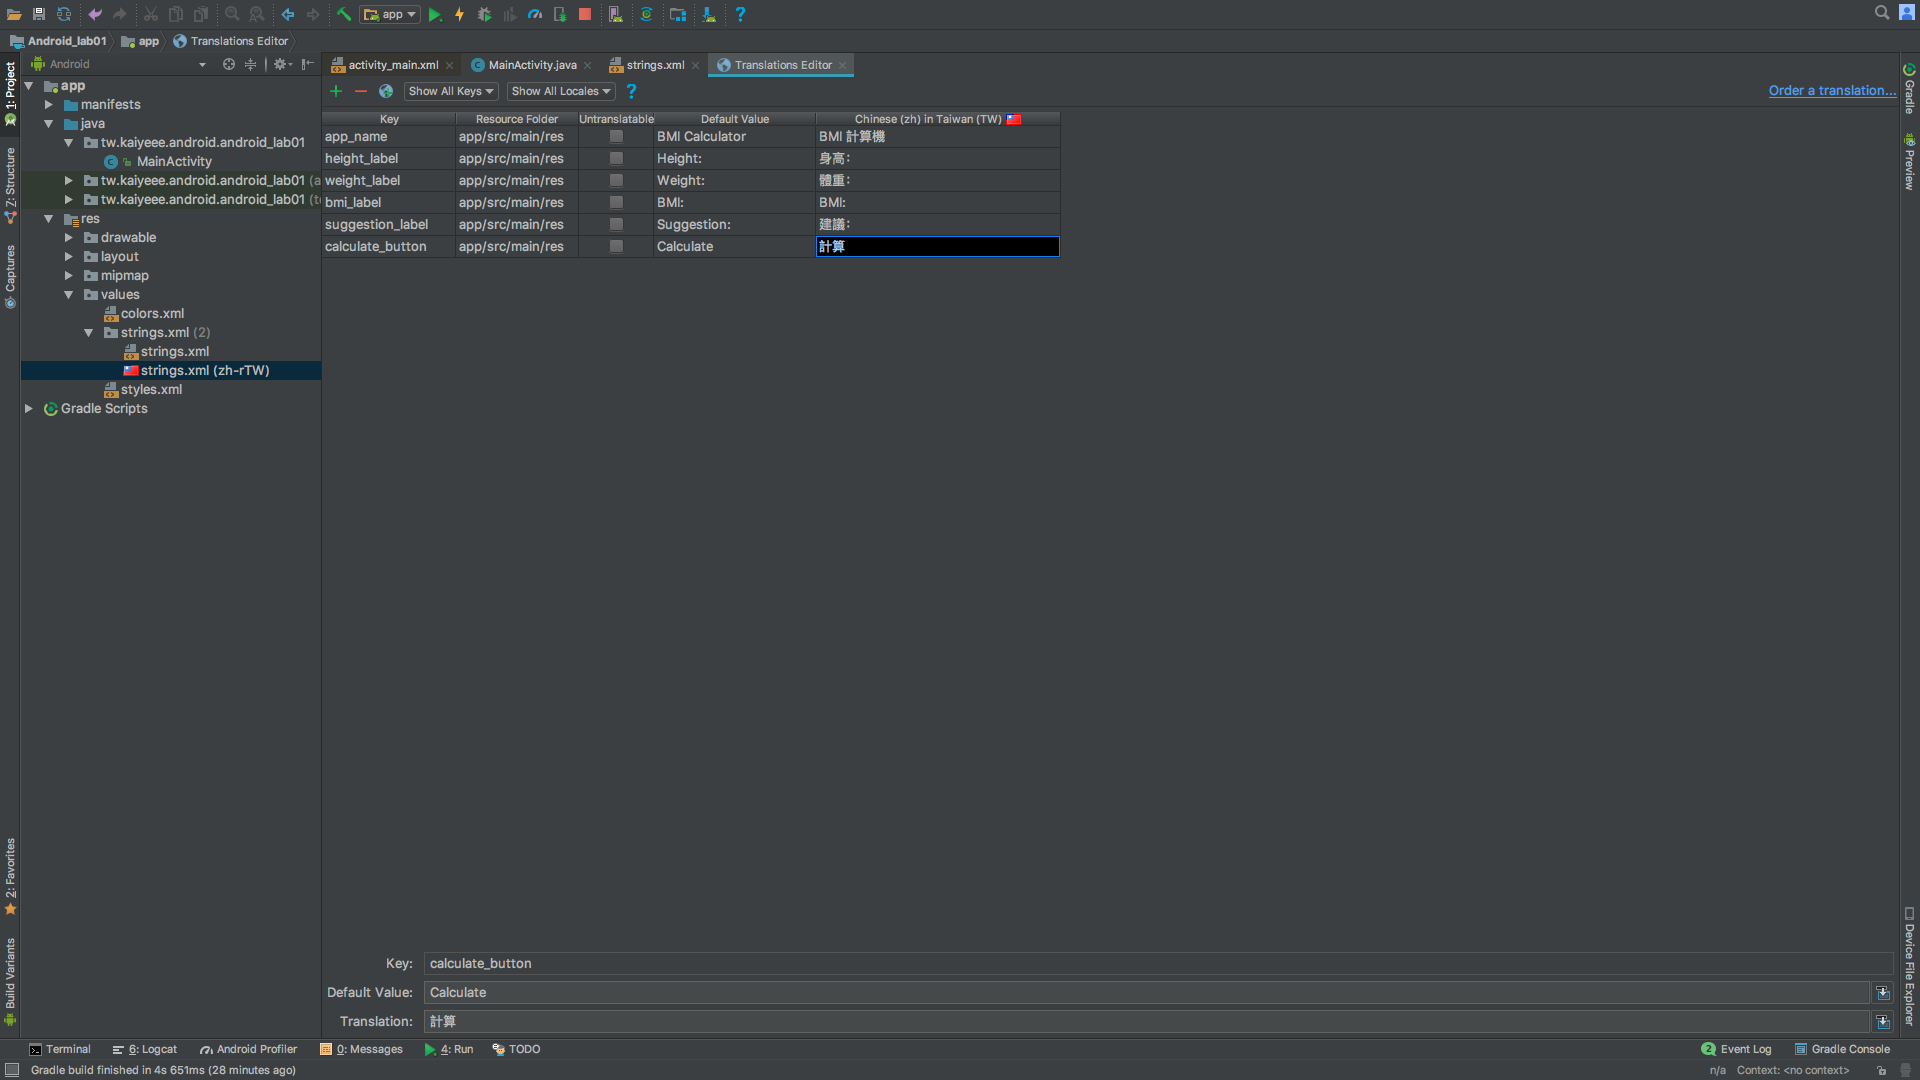 app
Android_lab01
app
Translations Editor
Android
activity_main.xml
MainActivity.java
strings.xml
Translations Editor
Show All Keys
Show All Locales
Order a translation...
1: Project
Z: Structure
Captures
2: Favorites
Build Variants
Gradle
Preview
Device File Explorer
app
manifests
java
tw.kaiyeee.android.android_lab01
MainActivity
tw.kaiyeee.android.android_lab01 (a
tw.kaiyeee.android.android_lab01 (t
res
drawable
layout
mipmap
values
colors.xml
strings.xml (2)
strings.xml
strings.xml (zh-rTW)
styles.xml
Gradle Scripts
Key Resource Folder Untranslatable Default Value Chinese (zh) in Taiwan (TW)
app_name app/src/main/res BMI Calculator BMI 計算機
height_label app/src/main/res Height: 身高：
weight_label app/src/main/res Weight: 體重：
bmi_label app/src/main/res BMI: BMI:
suggestion_label app/src/main/res Suggestion: 建議：
calculate_button app/src/main/res Calculate 計算
Key: calculate_button
Default Value: Calculate
Translation: 計算
Terminal 6: Logcat Android Profiler 0: Messages 4: Run TODO 2 Event Log Gradle Console
Gradle build finished in 4s 651ms (28 minutes ago) n/a Context: <no context>